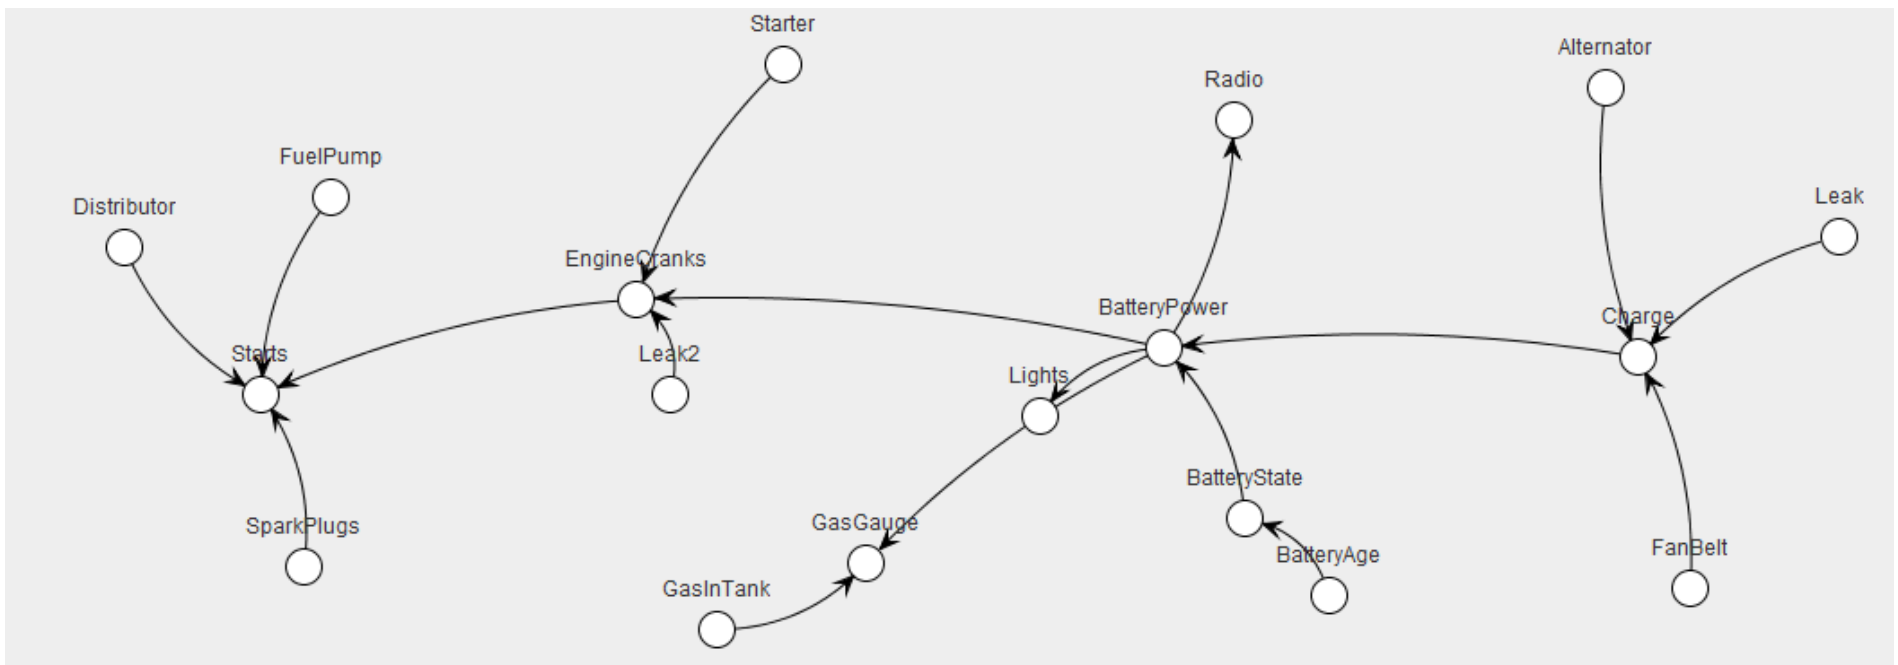 Starter
Alternator
Radio
FuelPump
Leak
Distributor
EngineCranks
BatteryPower
Charge
Starts
Leak2
Lights
BatteryState
GasGauge
SparkPlugs
FanBelt
BatteryAge
GasInTank